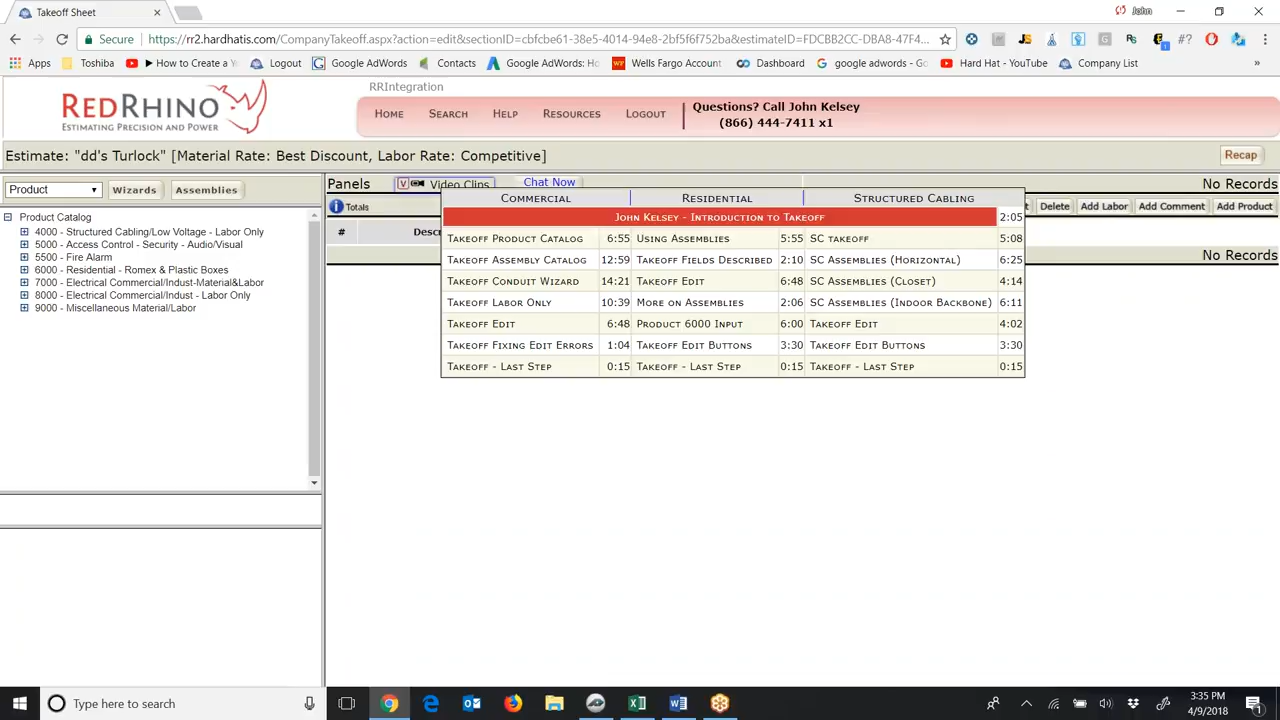 Takeoff Sheet
John
Secure
https://rr2.hardhatis.com/CompanyTakeoff.aspx?action=edit&sectionID=cbfcbe61-38e5-4014-94e8-2bf5f6f752ba&estimateID=FDCBB2CC-DBA8-47F4...
Apps Toshiba ► How to Create a Y Logout Google AdWords Contacts Google AdWords: Ho Wells Fargo Account Dashboard google adwords - Go Hard Hat - YouTube Company List »
RRIntegration
REDRHINO
ESTIMATING PRECISION AND POWER
HOME SEARCH HELP RESOURCES LOGOUT
Questions? Call John Kelsey
(866) 444-7411 x1
Estimate: "dd's Turlock" [Material Rate: Best Discount, Labor Rate: Competitive]
Recap
Product Wizards Assemblies
Panels V Video Clips Chat Now No Records
Totals
Delete Add Labor Add Comment Add Product
# Desc
No Records
Product Catalog
4000 - Structured Cabling/Low Voltage - Labor Only
5000 - Access Control - Security - Audio/Visual
5500 - Fire Alarm
6000 - Residential - Romex & Plastic Boxes
7000 - Electrical Commercial/Indust-Material&Labor
8000 - Electrical Commercial/Indust - Labor Only
9000 - Miscellaneous Material/Labor
COMMERCIAL RESIDENTIAL STRUCTURED CABLING
JOHN KELSEY - INTRODUCTION TO TAKEOFF 2:05
TAKEOFF PRODUCT CATALOG 6:55 USING ASSEMBLIES 5:55 SC TAKEOFF 5:08
TAKEOFF ASSEMBLY CATALOG 12:59 TAKEOFF FIELDS DESCRIBED 2:10 SC ASSEMBLIES (HORIZONTAL) 6:25
TAKEOFF CONDUIT WIZARD 14:21 TAKEOFF EDIT 6:48 SC ASSEMBLIES (CLOSET) 4:14
TAKEOFF LABOR ONLY 10:39 MORE ON ASSEMBLIES 2:06 SC ASSEMBLIES (INDOOR BACKBONE) 6:11
TAKEOFF EDIT 6:48 PRODUCT 6000 INPUT 6:00 TAKEOFF EDIT 4:02
TAKEOFF FIXING EDIT ERRORS 1:04 TAKEOFF EDIT BUTTONS 3:30 TAKEOFF EDIT BUTTONS 3:30
TAKEOFF - LAST STEP 0:15 TAKEOFF - LAST STEP 0:15 TAKEOFF - LAST STEP 0:15
Type here to search
3:35 PM
4/9/2018